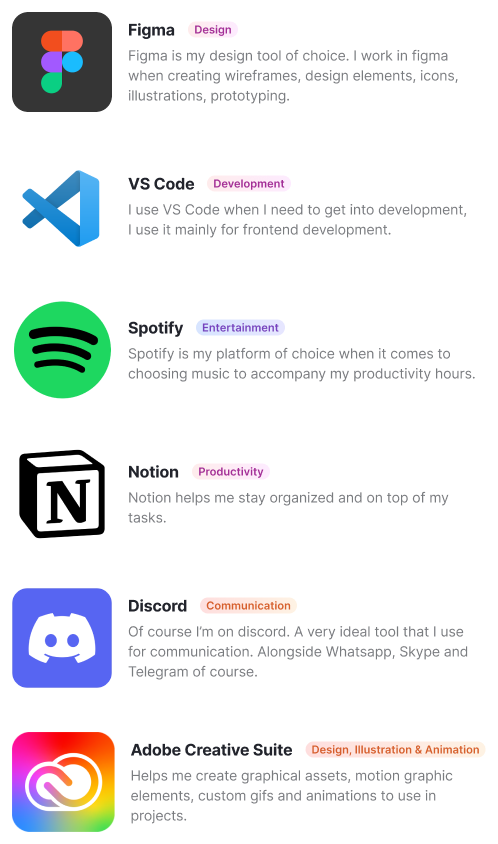 Figma Design
Figma is my design tool of choice. I work in figma
when creating wireframes, design elements, icons,
illustrations, prototyping.
VS Code Development
I use VS Code when I need to get into development,
I use it mainly for frontend development.
Spotify Entertainment
Spotify is my platform of choice when it comes to
choosing music to accompany my productivity hours.
N
Notion Productivity
Notion helps me stay organized and on top of my
tasks.
Discord Communication
Of course I'm on discord. A very ideal tool that I use
for communication. Alongside Whatsapp, Skype and
Telegram of course.
Adobe Creative Suite Design, Illustration & Animation
Helps me create graphical assets, motion graphic
elements, custom gifs and animations to use in
projects.